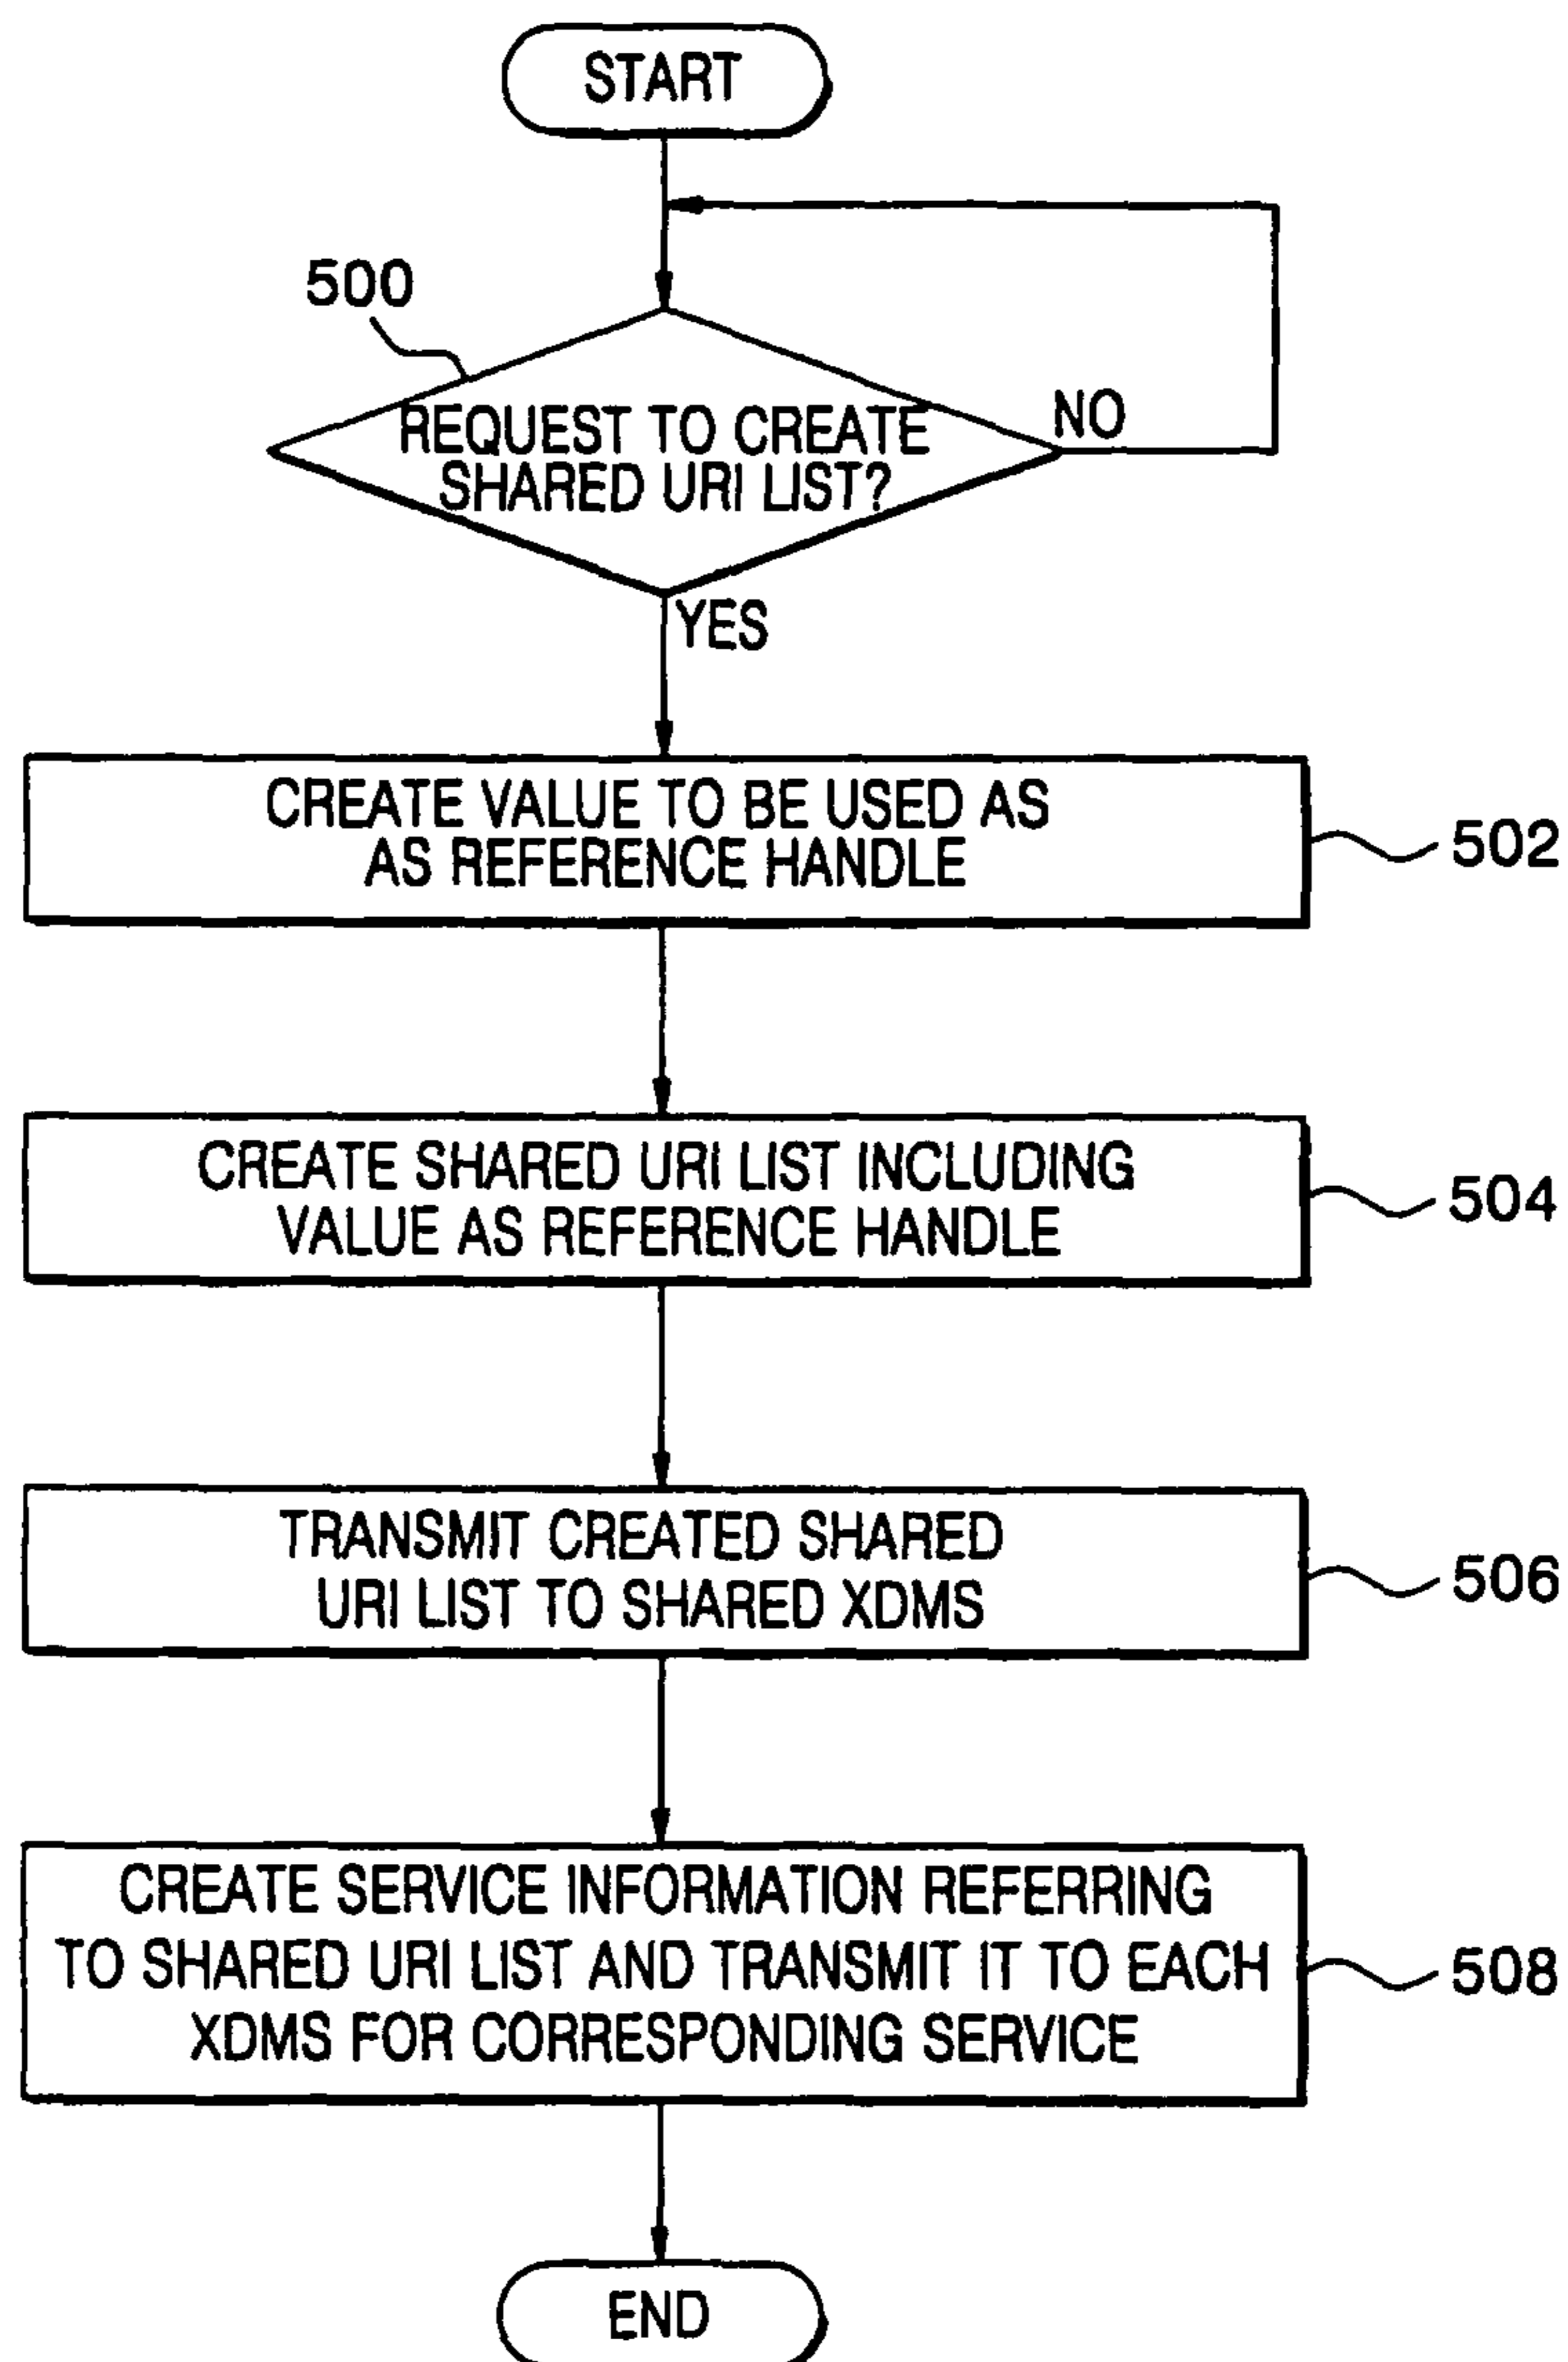 START
500
REQUEST TO CREATE
SHARED URI LIST?
NO
YES
CREATE VALUE TO BE USED AS
AS REFERENCE HANDLE
502
CREATE SHARED URI LIST INCLUDING
VALUE AS REFERENCE HANDLE
504
TRANSMIT CREATED SHARED
URI LIST TO SHARED XDMS
506
CREATE SERVICE INFORMATION REFERRING
TO SHARED URI LIST AND TRANSMIT IT TO EACH
XDMS FOR CORRESPONDING SERVICE
508
END